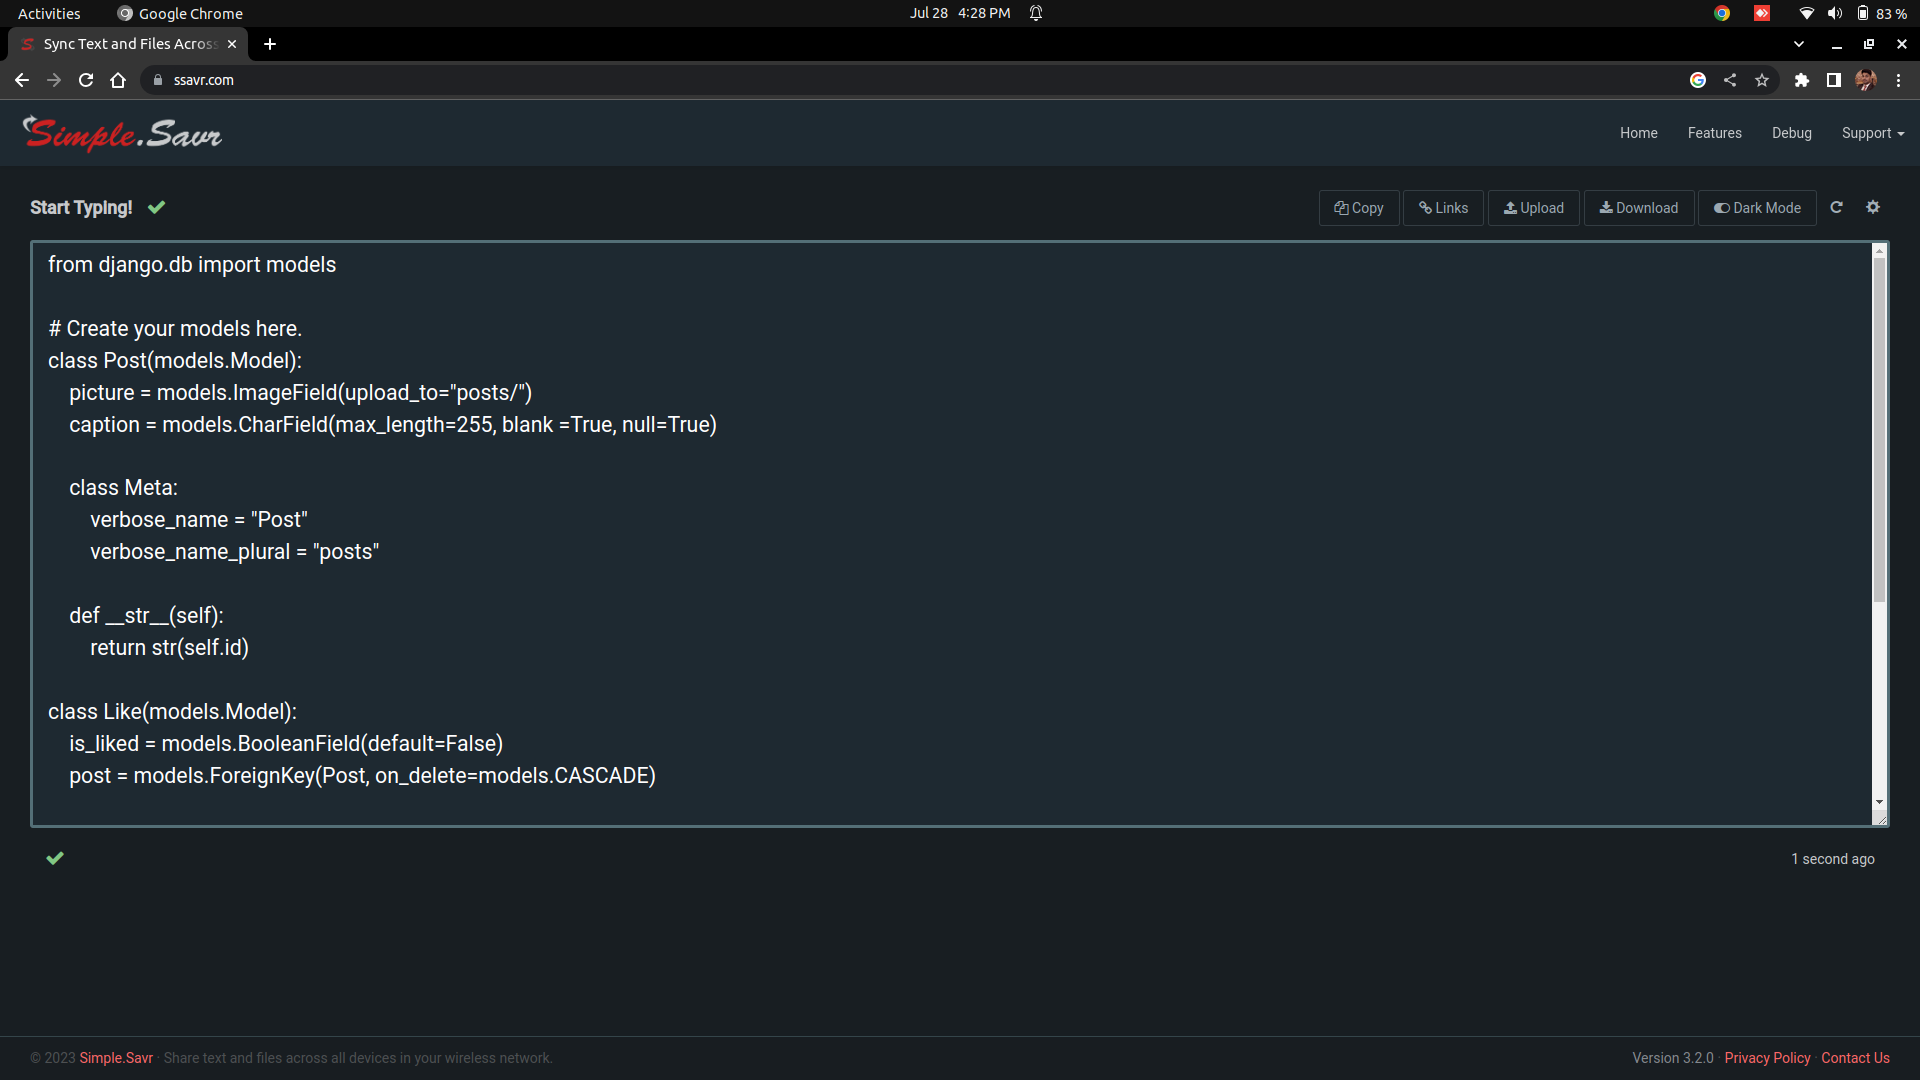 Activities Google Chrome Jul 28 4:28 PM 83 %
Sync Text and Files Across
ssavr.com
Simple.Savr Home Features Debug Support
Start Typing! Copy Links Upload Download Dark Mode
from django.db import models
# Create your models here.
class Post(models.Model):
    picture = models.ImageField(upload_to="posts/")
    caption = models.CharField(max_length=255, blank =True, null=True)
    class Meta:
        verbose_name = "Post"
        verbose_name_plural = "posts"
    def __str__(self):
        return str(self.id)
class Like(models.Model):
    is_liked = models.BooleanField(default=False)
    post = models.ForeignKey(Post, on_delete=models.CASCADE)
1 second ago
© 2023 Simple.Savr · Share text and files across all devices in your wireless network. Version 3.2.0 · Privacy Policy · Contact Us